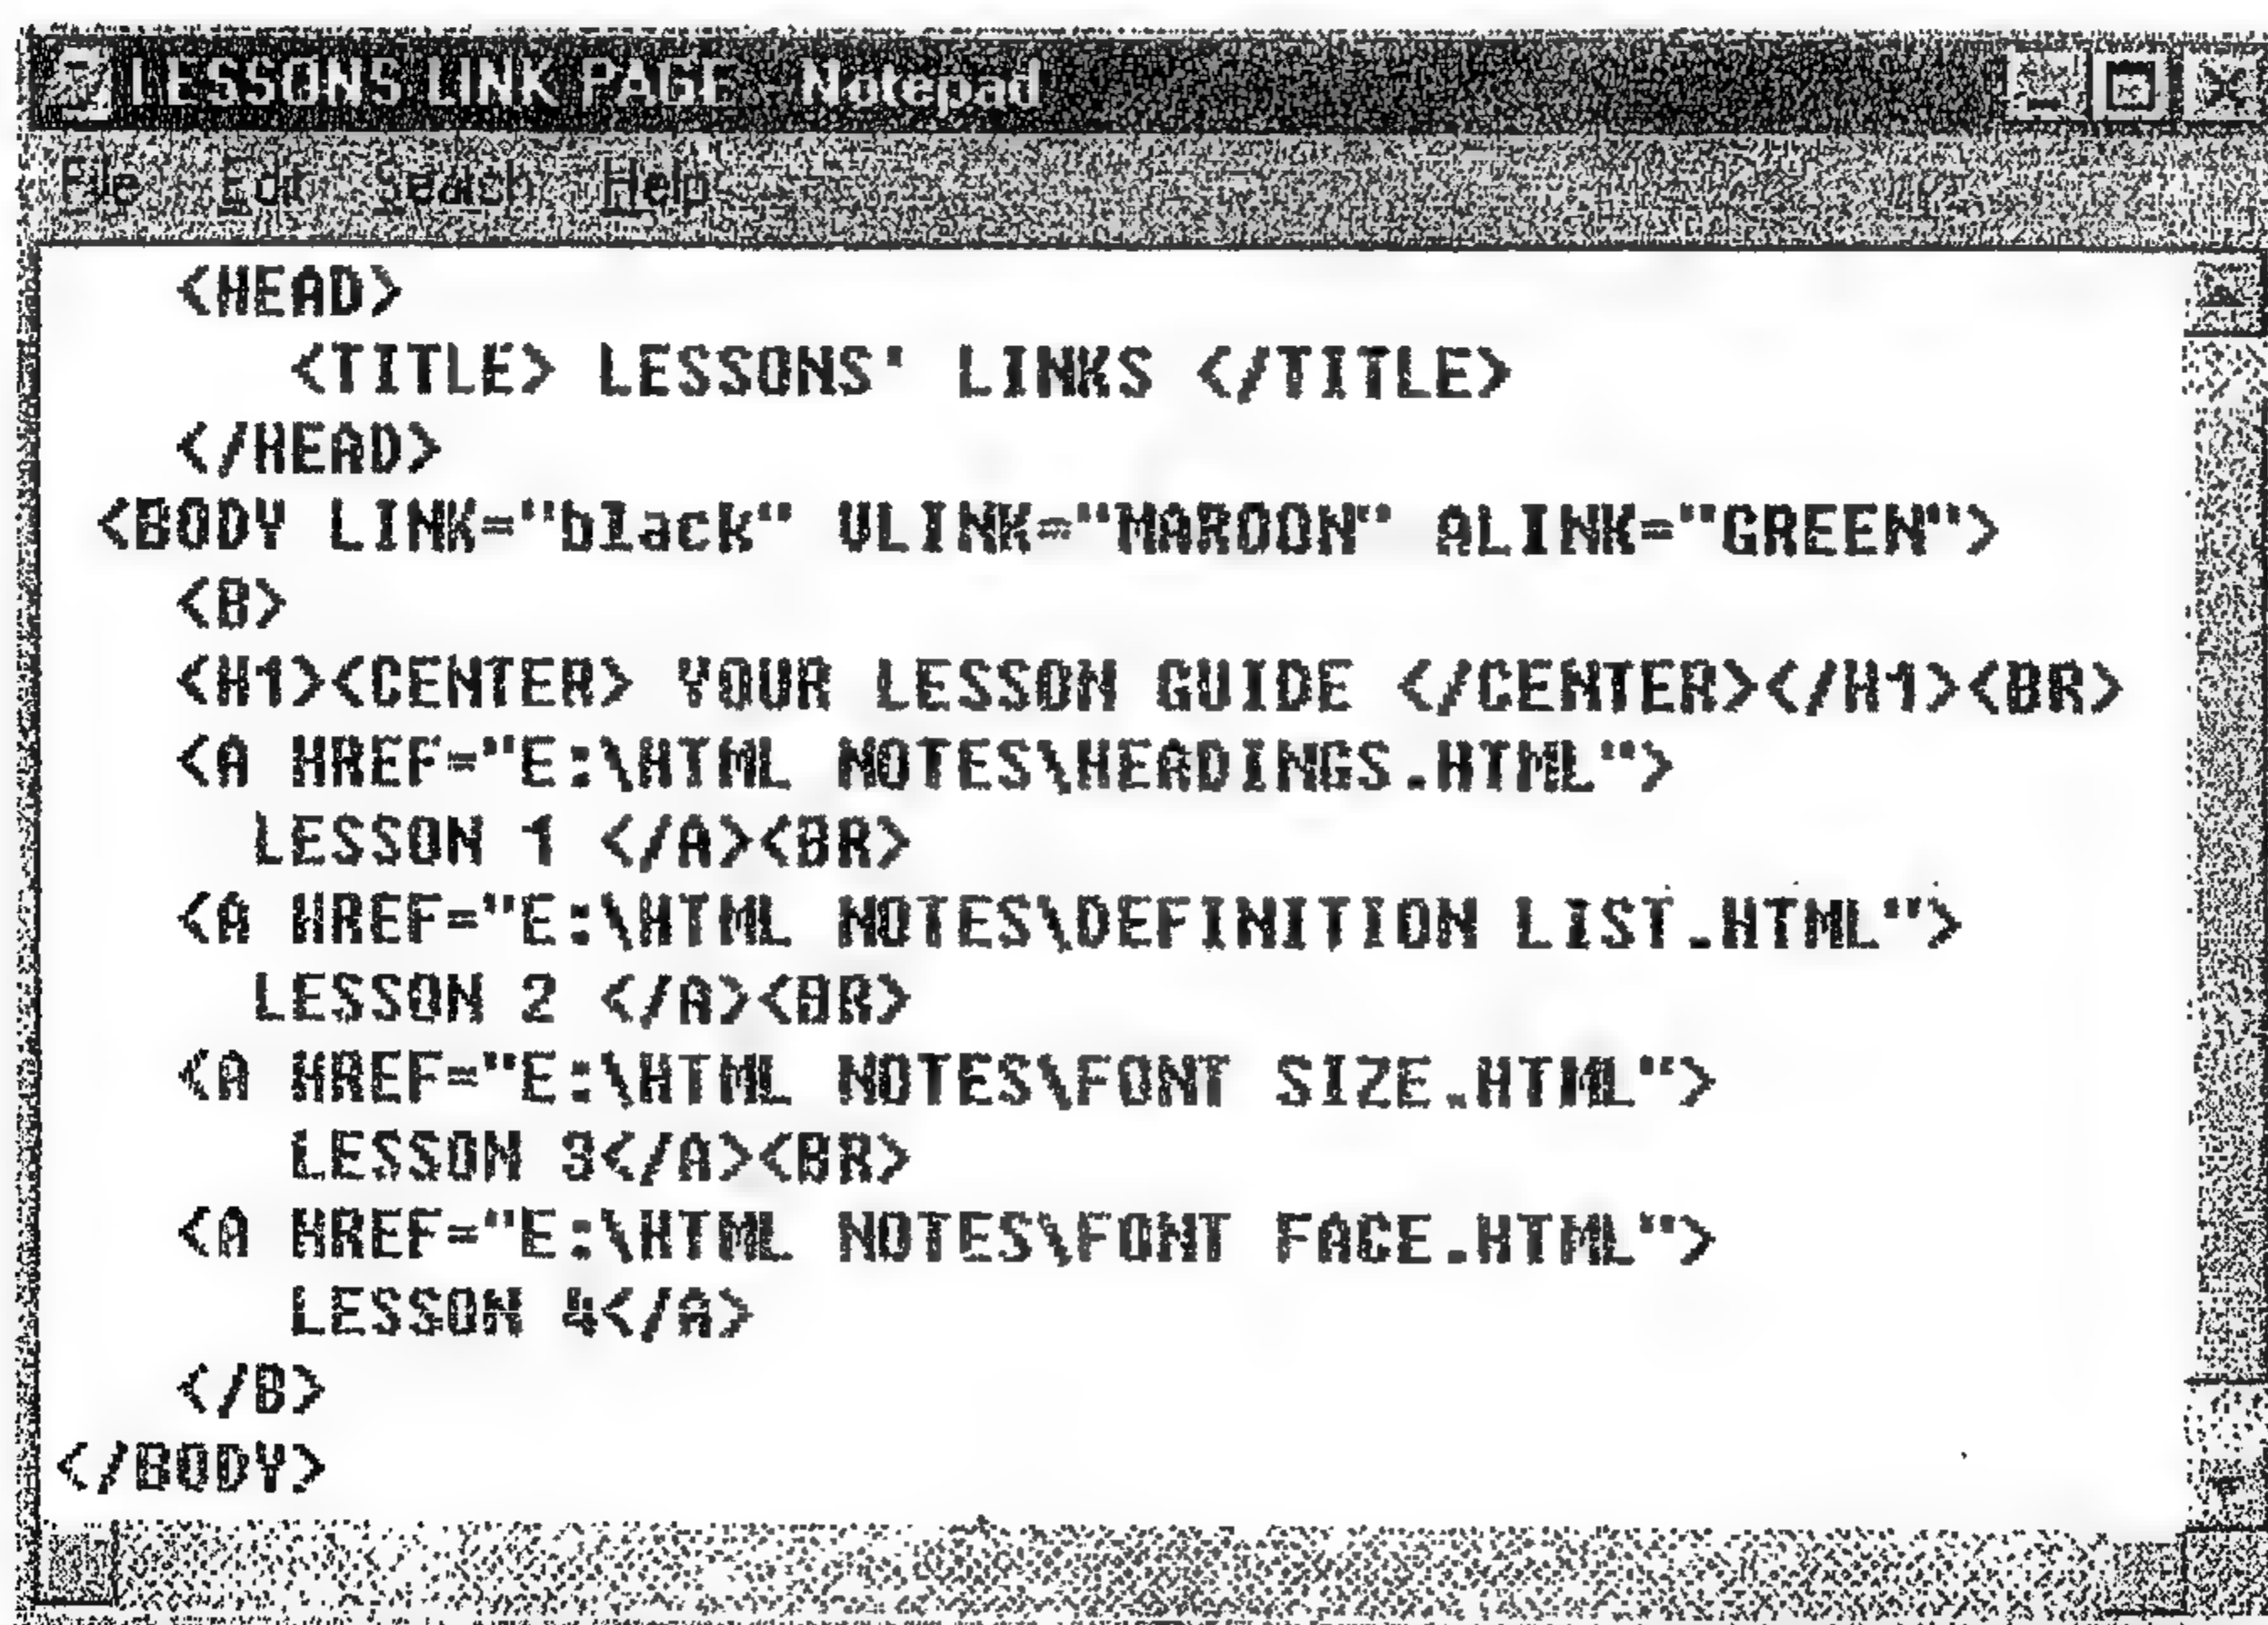 LESSONS LINK PAGE - Notepad
File Edit Search Help
<HEAD>
<TITLE> LESSONS' LINKS </TITLE>
</HEAD>
<BODY LINK="black" VLINK="MAROON" ALINK="GREEN">
<B>
<H1><CENTER> YOUR LESSON GUIDE </CENTER></H1><BR>
<A HREF="E:\HTML NOTES\HEADINGS.HTML">
LESSON 1 </A><BR>
<A HREF="E:\HTML NOTES\DEFINITION LIST.HTML">
LESSON 2 </A><BR>
<A HREF="E:\HTML NOTES\FONT SIZE.HTML">
LESSON 3</A><BR>
<A HREF="E:\HTML NOTES\FONT FACE.HTML">
LESSON 4</A>
</B>
</BODY>